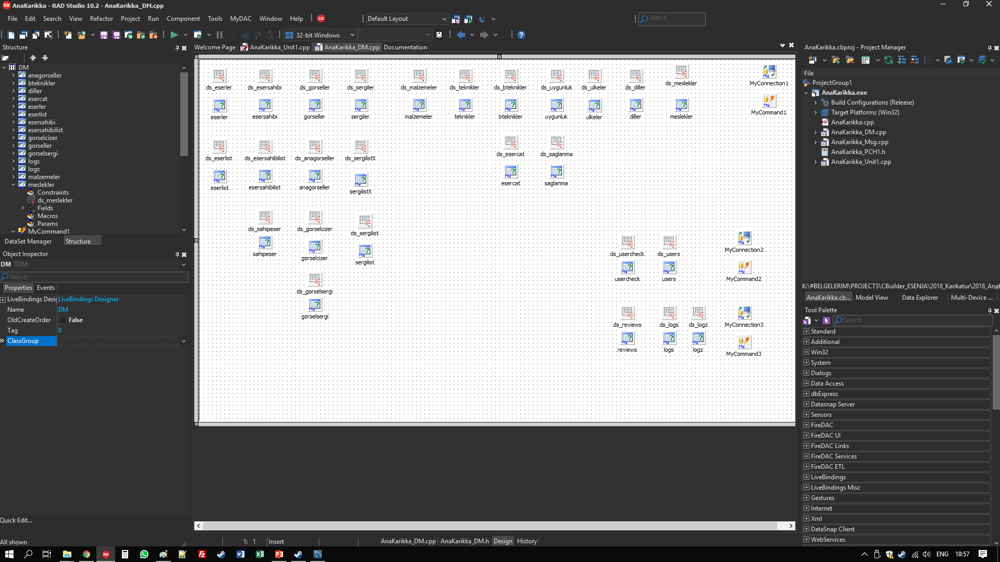 AnaKarikka - RAD Studio 10.2 - AnaKarikka_DM.cpp
File Edit Search View Refactor Project Run Component Tools MyDAC Window Help
Default Layout
Search
32-bit Windows
Structure
Welcome Page AnaKarikka_Unit1.cpp AnaKarikka_DM.cpp Documentation
DM
anagorseller
bteknikler
diller
esercat
eserler
eserlist
esersahibi
esersahibilist
gorselcizer
gorseller
gorselsergi
logs
logz
malzemeler
meslekler
Constraints
ds_meslekler
Fields
Macros
Params
MyCommand1
DataSet Manager Structure
Object Inspector
DM TDM
Search
Properties Events
LiveBindings Desig LiveBindings Designer
Name DM
OldCreateOrder False
Tag 0
ClassGroup
Quick Edit...
All shown
ds_eserler ds_esersahibi ds_gorseller ds_sergiler ds_malzemeler ds_teknikler ds_bteknikler ds_uygunluk ds_ulkeler ds_diller ds_meslekler MyConnection1
eserler esersahibi gorseller sergiler malzemeler teknikler bteknikler uygunluk ulkeler diller meslekler MyCommand1
ds_eserlist ds_esersahibilist ds_anagorseller ds_sergilistX ds_esercat ds_saglanma
eserlist esersahibilist anagorseller sergilistX esercat saglanma
ds_sahipeser ds_gorselcizer ds_sergilist
sahipeser gorselcizer sergilist
ds_usercheck ds_users MyConnection2
usercheck users MyCommand2
ds_gorselsergi
gorselsergi
ds_reviews ds_logs ds_logz MyConnection3
reviews logs logz MyCommand3
1: 1 Insert
AnaKarikka_DM.cpp AnaKarikka_DM.h Design History
AnaKarikka.cbproj - Project Manager
File
ProjectGroup1
AnaKarikka.exe
Build Configurations (Release)
Target Platforms (Win32)
AnaKarikka.cpp
AnaKarikka_DM.cpp
AnaKarikka_Msg.cpp
AnaKarikka_PCH1.h
AnaKarikka_Unit1.cpp
K:\#BELGELERIM\PROJECTS\CBuilder_ESENJA\2018_Karikatur\2018_Anal
AnaKarikka.cb... Model View Data Explorer Multi-Device ...
Tool Palette
Search
Standard
Additional
Win32
System
Dialogs
Data Access
dbExpress
Datasnap Server
Sensors
FireDAC
FireDAC UI
FireDAC Links
FireDAC Services
FireDAC ETL
LiveBindings
LiveBindings Misc
Gestures
Internet
Xml
DataSnap Client
WebServices
ENG 18:57